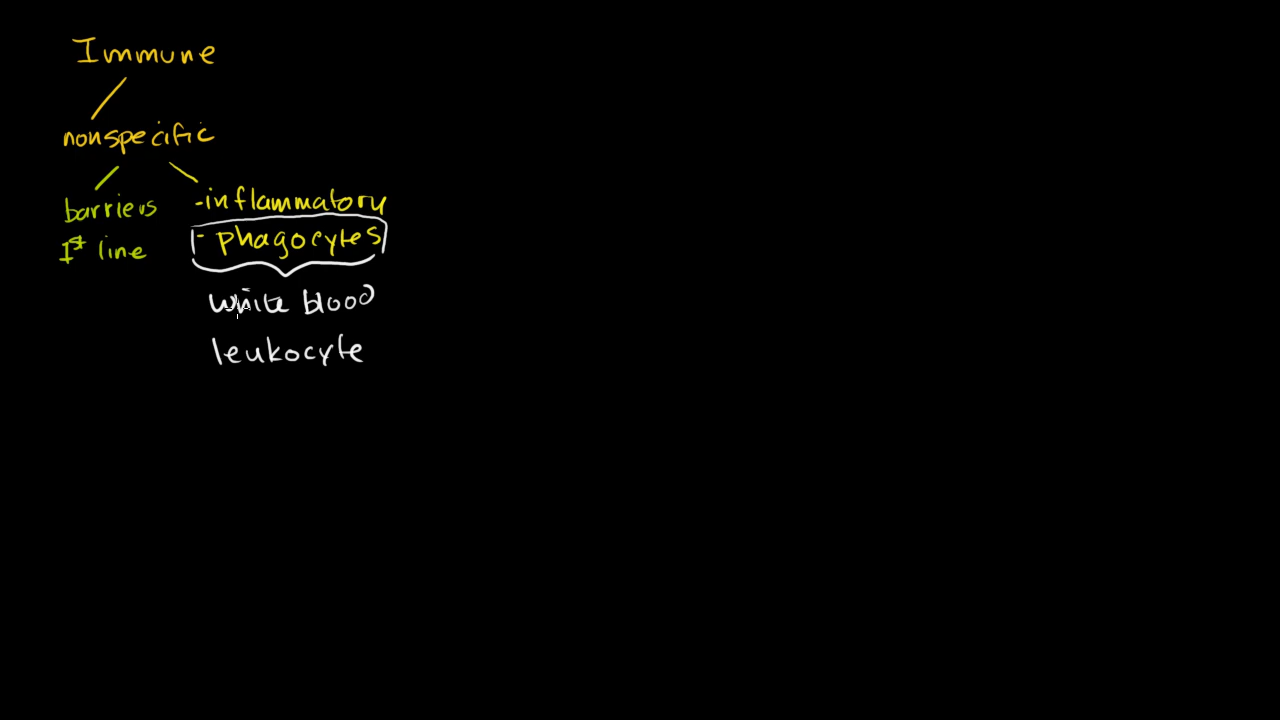 Immune
nonspecific
barriers
1st line
-inflammatory
- phagocytes
white blood
leukocyte